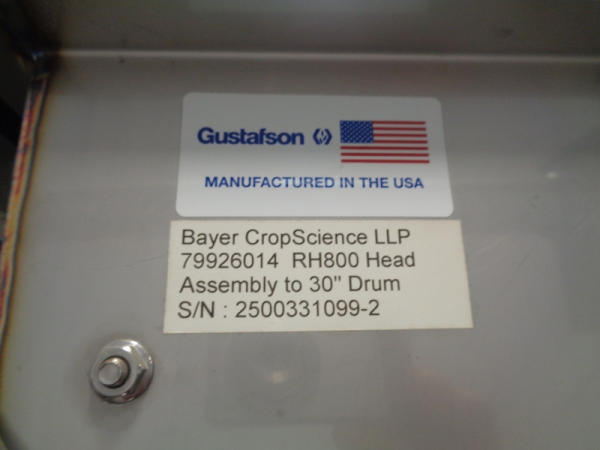 Gustafson
MANUFACTURED IN THE USA
Bayer CropScience LLP
79926014 RH800 Head
Assembly to 30" Drum
S/N : 2500331099-2